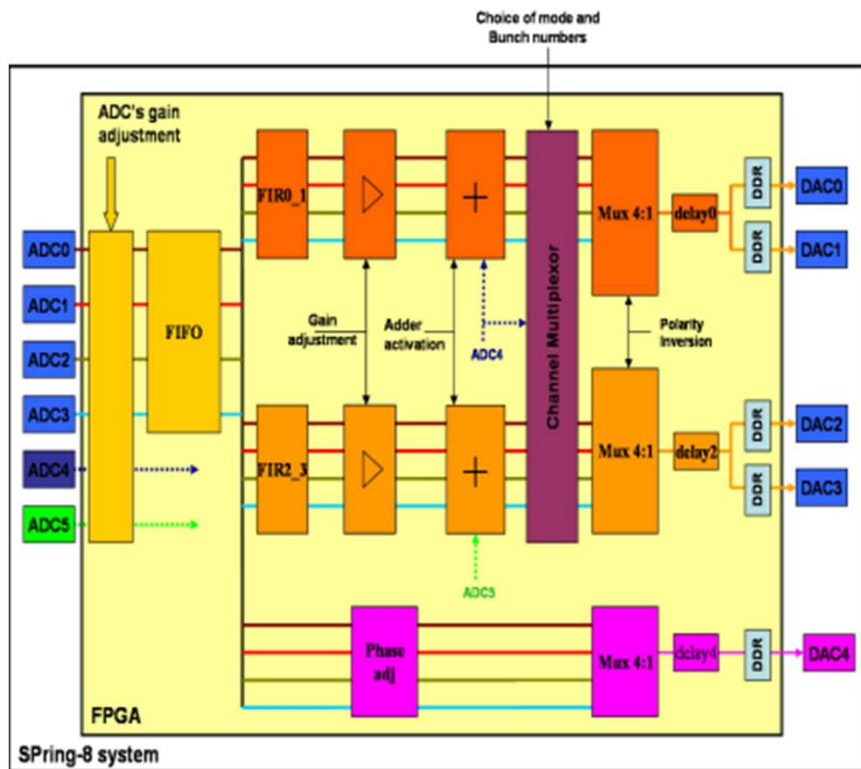 Choice of mode and
Bunch numbers
ADC's gain
adjustment
FIR0_1
+
Channel Multiplexor
Mux 4:1
delay0
DDR
DAC0
DDR
DAC1
ADC0
ADC1
ADC2
ADC3
ADC4
ADC5
FIFO
Gain
adjustment
Adder
activation
ADC4
Polarity
Inversion
FIR2_3
+
Mux 4:1
delay2
DDR
DAC2
DDR
DAC3
ADC5
Phase
adj
Mux 4:1
delay4
DDR
DAC4
FPGA
SPring-8 system